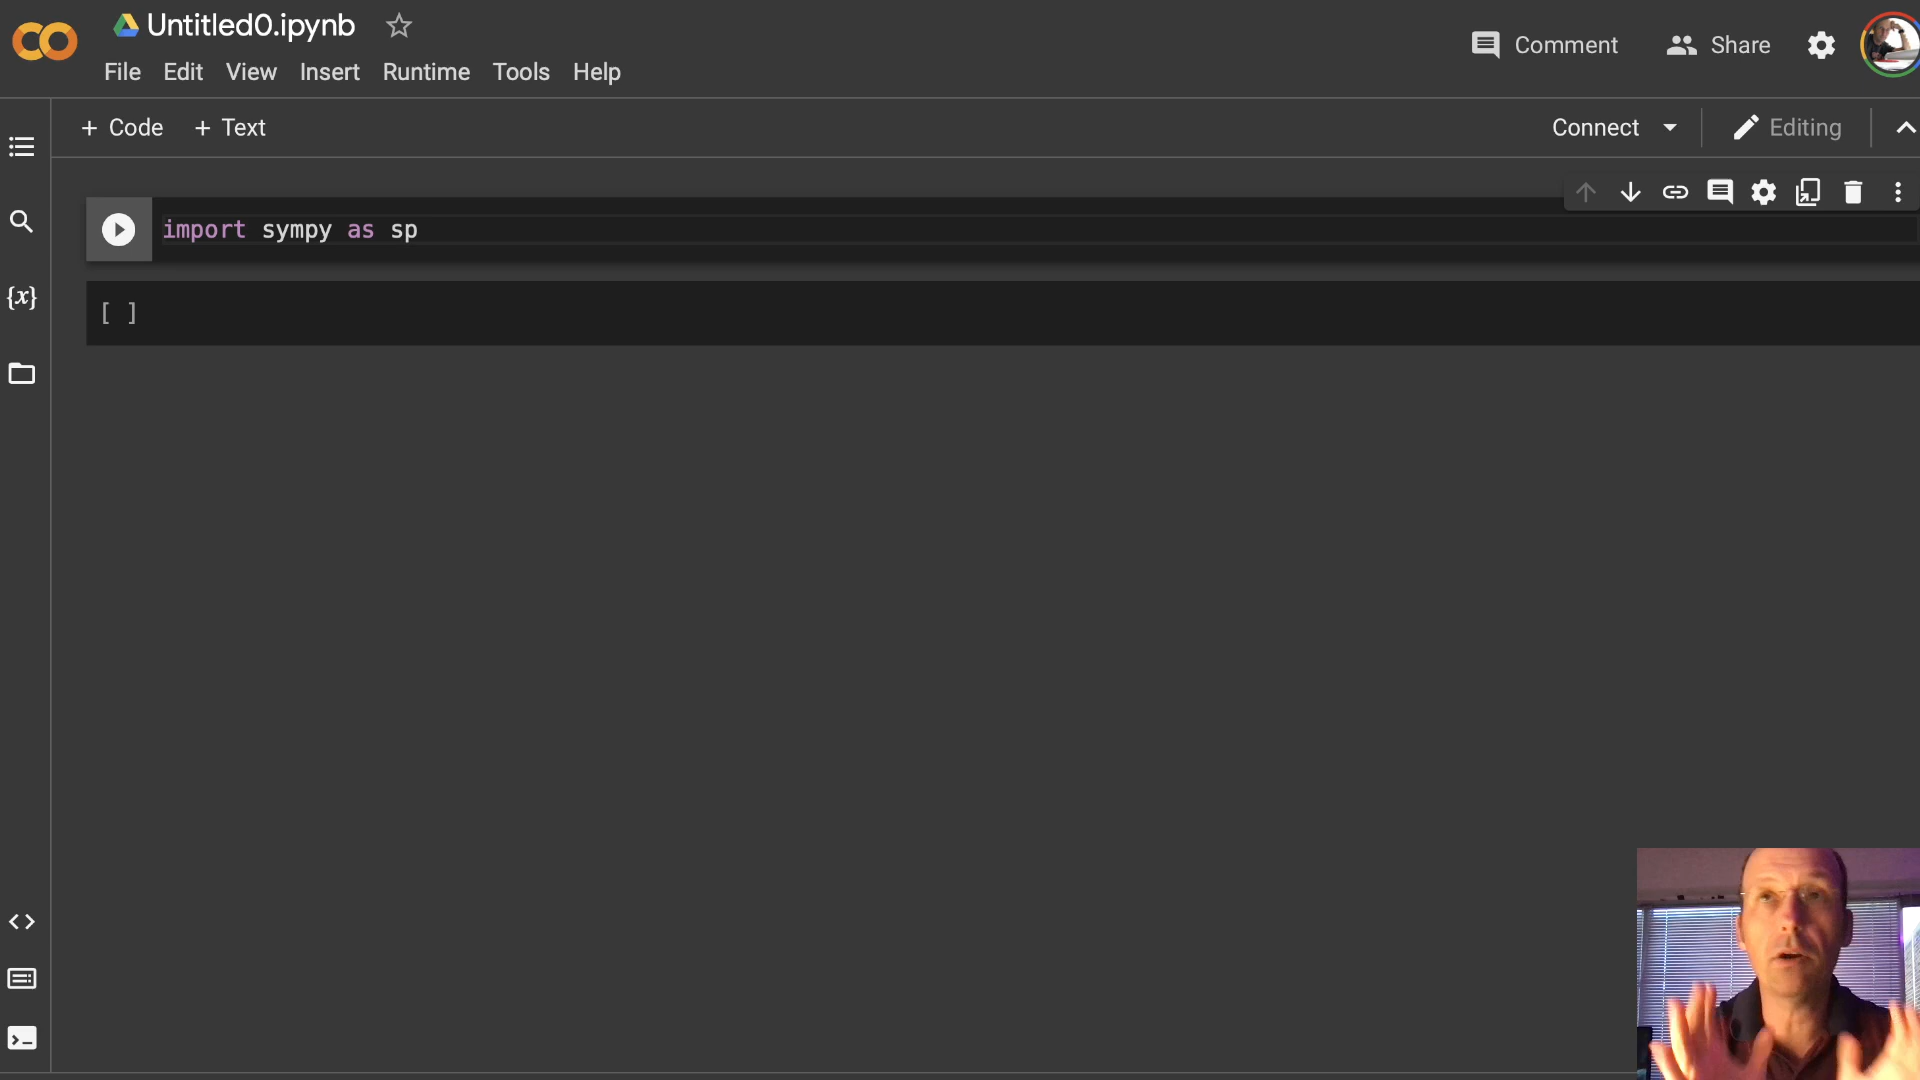 Untitled0.ipynb
File Edit View Insert Runtime Tools Help
Comment Share
+ Code + Text
Connect Editing
import sympy as sp
[ ]
{x}